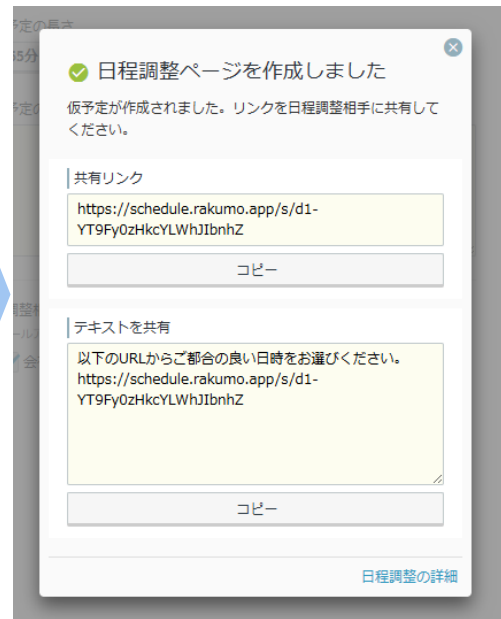 予定の長さ
日程調整ページを作成しました
仮予定が作成されました。リンクを日程調整相手に共有して
ください。
共有リンク
https://schedule.rakumo.app/s/d1-
YT9Fy0zHkcYLWhJIbnhZ
コピー
テキストを共有
以下のURLからご都合の良い日時をお選びください。
https://schedule.rakumo.app/s/d1-
YT9Fy0zHkcYLWhJIbnhZ
コピー
日程調整の詳細